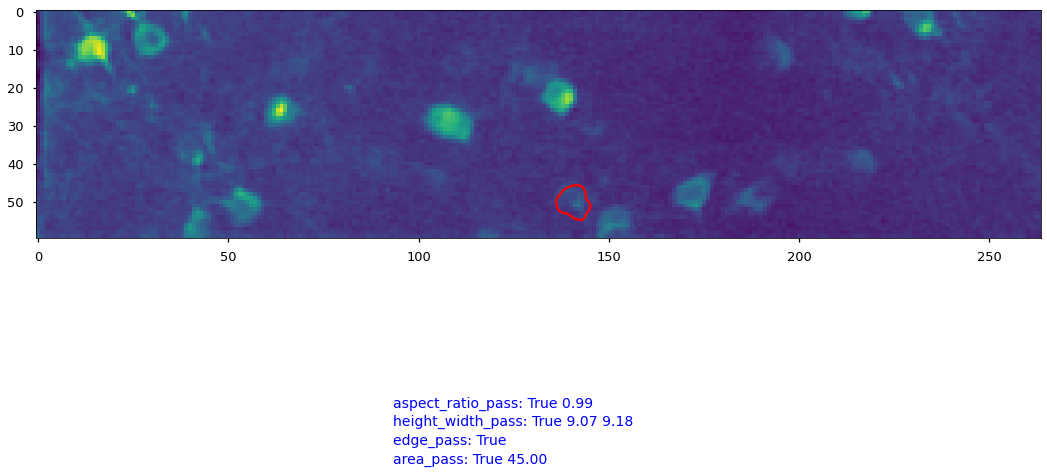 0
10
20
30
40
50
0 50 100 150 200 250
aspect_ratio_pass: True 0.99
height_width_pass: True 9.07 9.18
edge_pass: True
area_pass: True 45.00